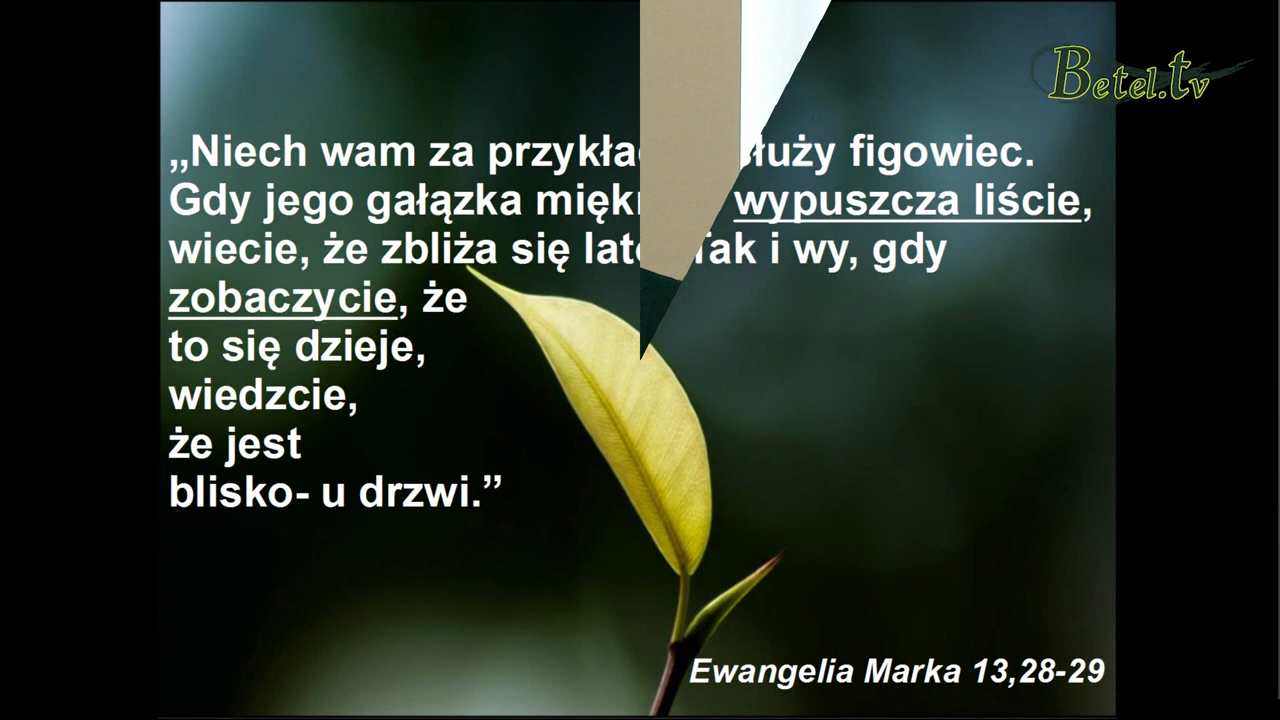 Betel.tv
„Niech wam za służy figowiec.
Gdy jego gałązka wypuszcza liście,
wiecie, że zbliża się i wy, gdy
zobaczycie, że
to się dzieje,
wiedzcie,
że jest
blisko- u drzwi.”
Ewangelia Marka 13,28-29